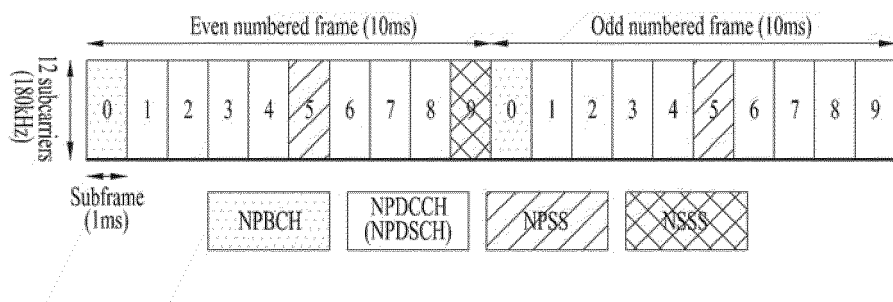 Even numbered frame (10ms) Odd numbered frame (10ms)
12 subcarriers
(180kHz)
0 1 2 3 4 5 6 7 8 9 0 1 2 3 4 5 6 7 8 9
Subframe
(1ms)
NPBCH
NPDCCH
(NPDSCH)
NPSS
NSSS